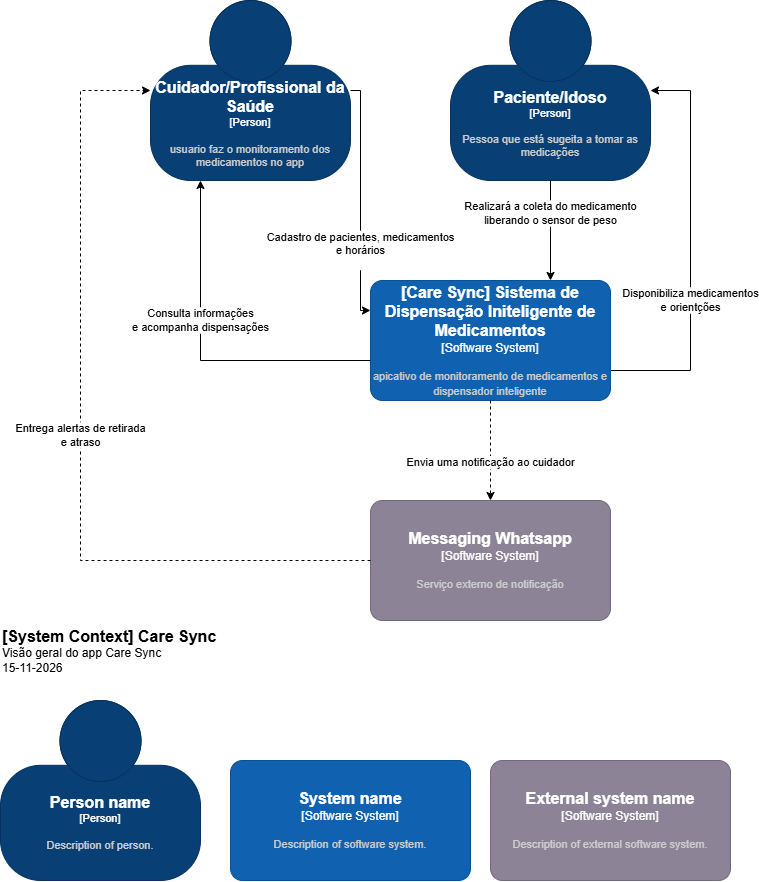 Cuidador/Profissional da
Saúde
[Person]
usuario faz o monitoramento dos
medicamentos no app
Paciente/Idoso
[Person]
Pessoa que está sugeita a tomar as
medicações
Realizará a coleta do medicamento
liberando o sensor de peso
Cadastro de pacientes, medicamentos
e horários
[Care Sync] Sistema de
Dispensação Initeligente de
Medicamentos
[Software System]
apicativo de monitoramento de medicamentos e
dispensador inteligente
Disponibiliza medicamentos
e orientções
Consulta informações
e acompanha dispensações
Entrega alertas de retirada
e atraso
Envia uma notificação ao cuidador
Messaging Whatsapp
[Software System]
Serviço externo de notificação
[System Context] Care Sync
Visão geral do app Care Sync
15-11-2026
Person name
[Person]
Description of person.
System name
[Software System]
Description of software system.
External system name
[Software System]
Description of external software system.